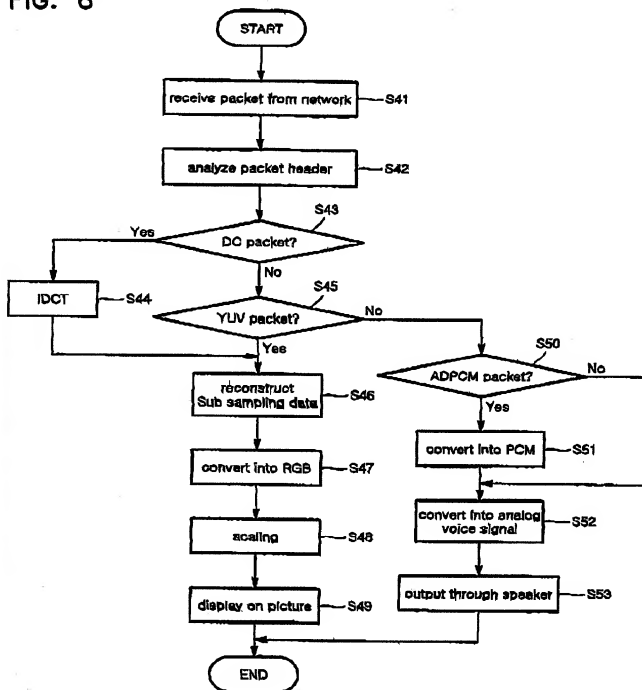 FIG. 6
START
receive packet from network
S41
analyze packet header
S42
S43
DC packet?
Yes
No
IDCT
S44
S45
YUV packet?
No
Yes
S50
ADPCM packet?
No
Yes
reconstruct
Sub sampling data
S46
convert into PCM
S51
convert into RGB
S47
convert into analog
voice signal
S52
scaling
S48
output through speaker
S53
display on picture
S49
END